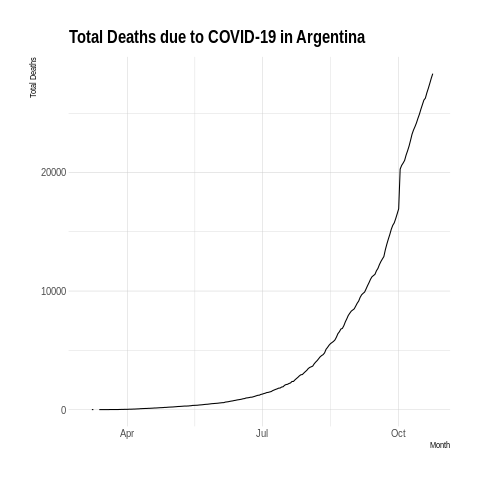 Total Deaths due to COVID-19 in Argentina
Total Deaths
20000
10000
0
Apr
Jul
Oct
Month